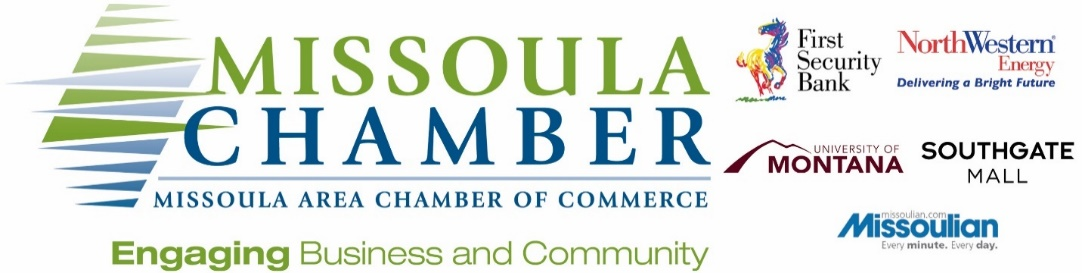 MISSOULA
CHAMBER
MISSOULA AREA CHAMBER OF COMMERCE
Engaging Business and Community
First
Security
Bank
NorthWestern®
Energy
Delivering a Bright Future
UNIVERSITY OF
MONTANA
SOUTHGATE
MALL
missoulian.com
Missoulian
Every minute. Every day.